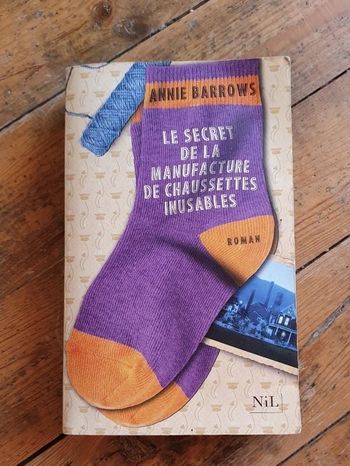 ANNIE BARROWS
LE SECRET
DE LA
MANUFACTURE
DE CHAUSSETTES
INUSABLES
ROMAN
NiL